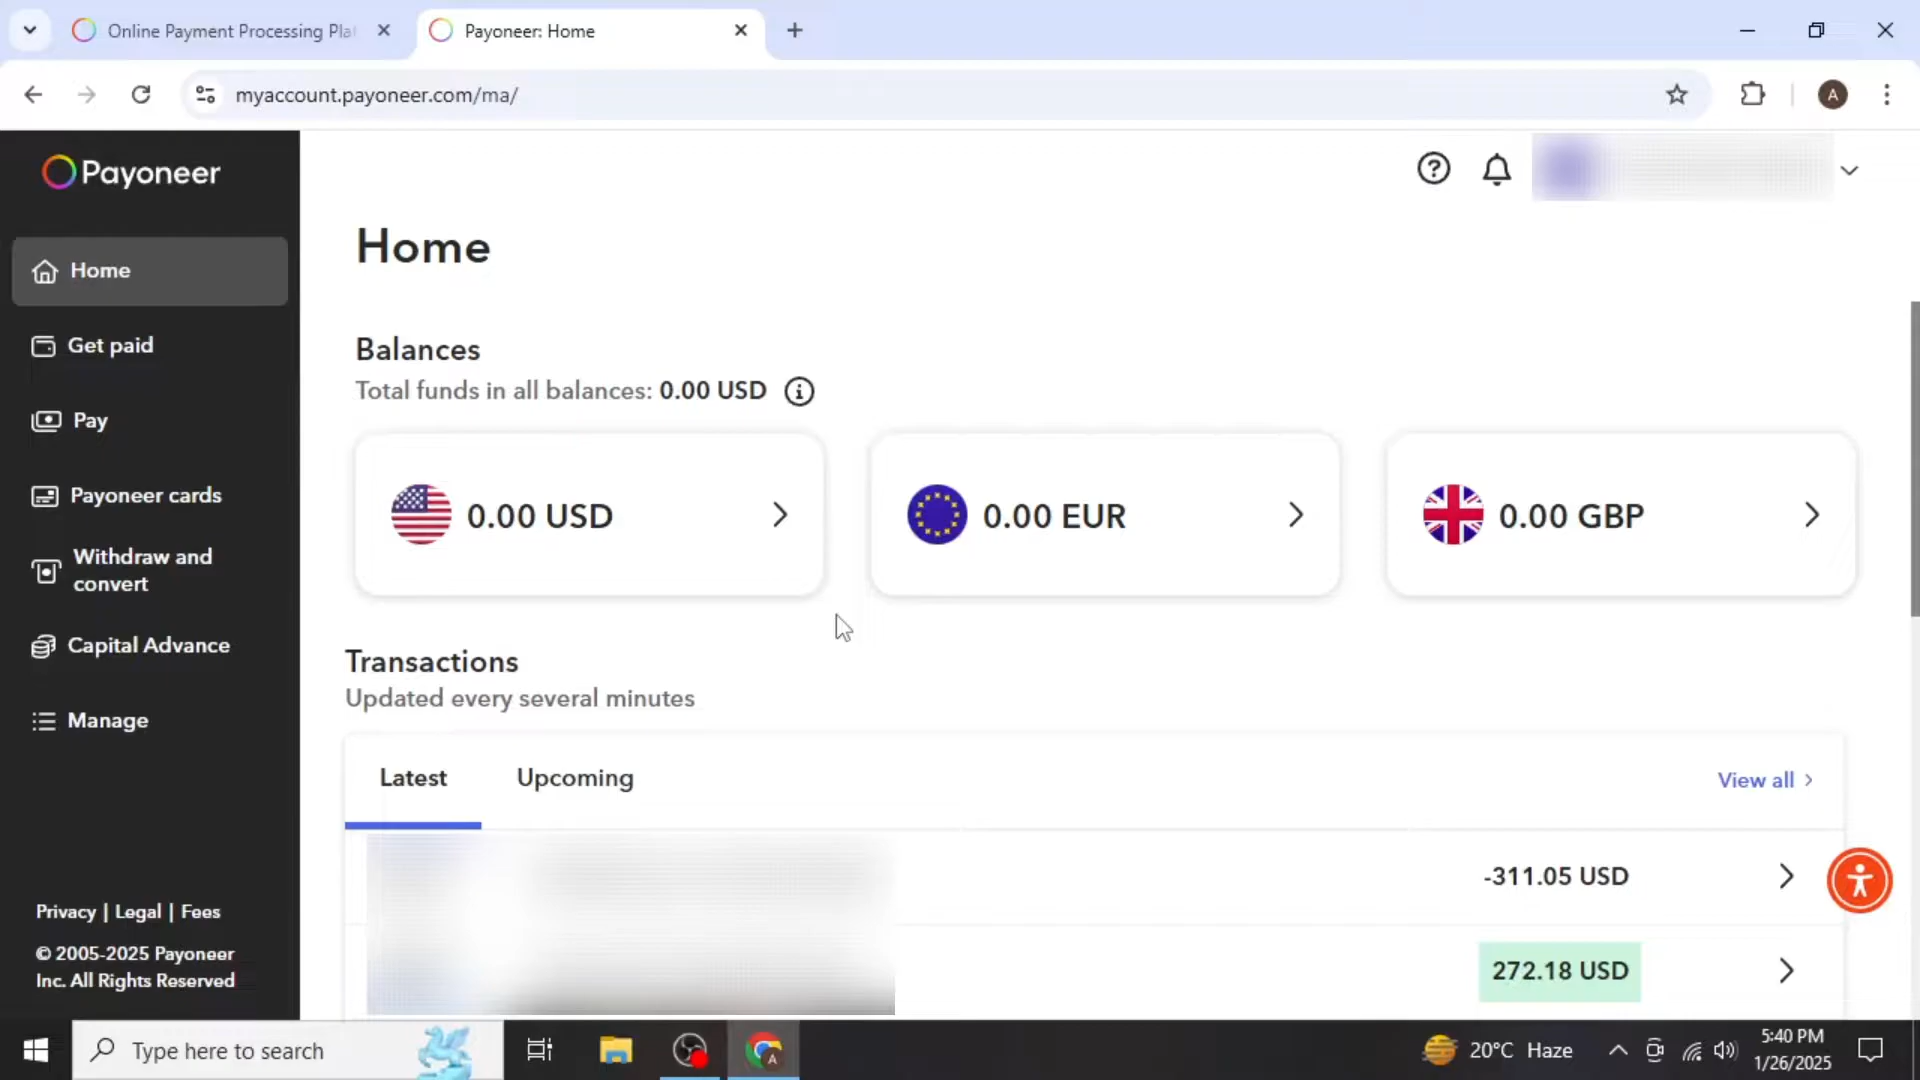 Online Payment Processing Pla
Payoneer: Home
myaccount.payoneer.com/ma/
A
Payoneer
Home
Get paid
Pay
Payoneer cards
Withdraw and
convert
Capital Advance
Manage
Privacy | Legal | Fees
© 2005-2025 Payoneer
Inc. All Rights Reserved
Home
Balances
Total funds in all balances: 0.00 USD
0.00 USD
0.00 EUR
0.00 GBP
Transactions
Updated every several minutes
Latest
Upcoming
View all
-311.05 USD
272.18 USD
Type here to search
A
20°C Haze
5:40 PM
1/26/2025